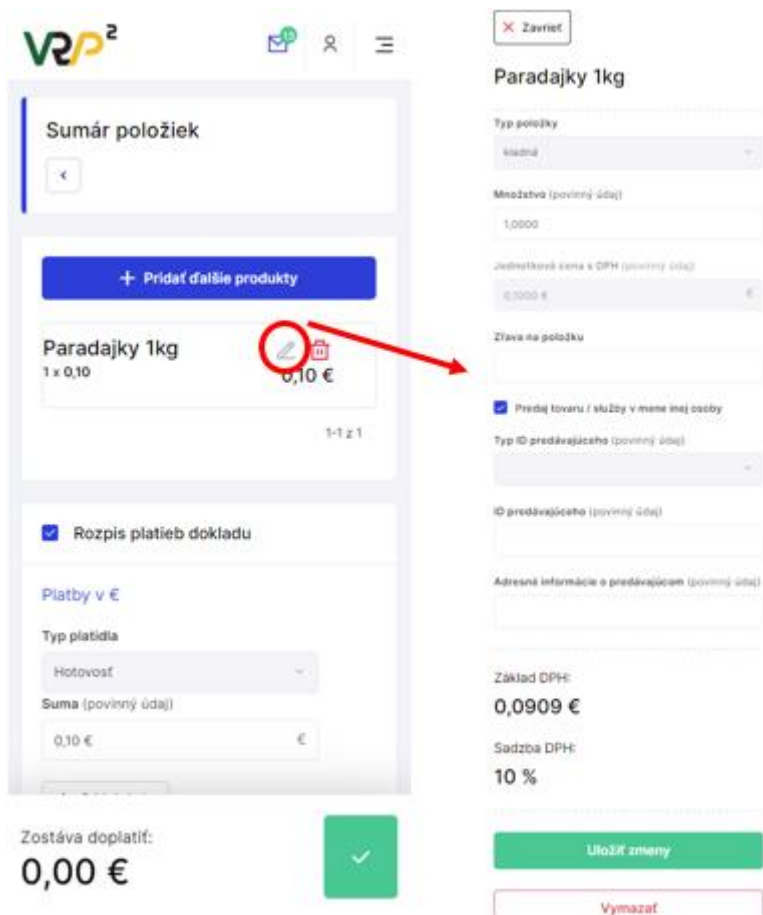 VRP²
13
Sumár položiek
+ Pridať ďalšie produkty
Paradajky 1kg
1 x 0,10
0,10 €
1-1 z 1
Rozpis platieb dokladu
Platby v €
Typ platidla
Hotovosť
Suma (povinný údaj)
0,10 €
€
Zostáva doplatiť:
0,00 €
Zavrieť
Paradajky 1kg
Typ položky
kladná
Množstvo (povinný údaj)
1,0000
Jednotková cena s DPH (povinný údaj)
0,1000 €
€
Zľava na položku
Predaj tovaru / služby v mene inej osoby
Typ ID predávajúceho (povinný údaj)
ID predávajúceho (povinný údaj)
Adresné informácie o predávajúcom (povinný údaj)
Základ DPH:
0,0909 €
Sadzba DPH:
10 %
Uložiť zmeny
Vymazať